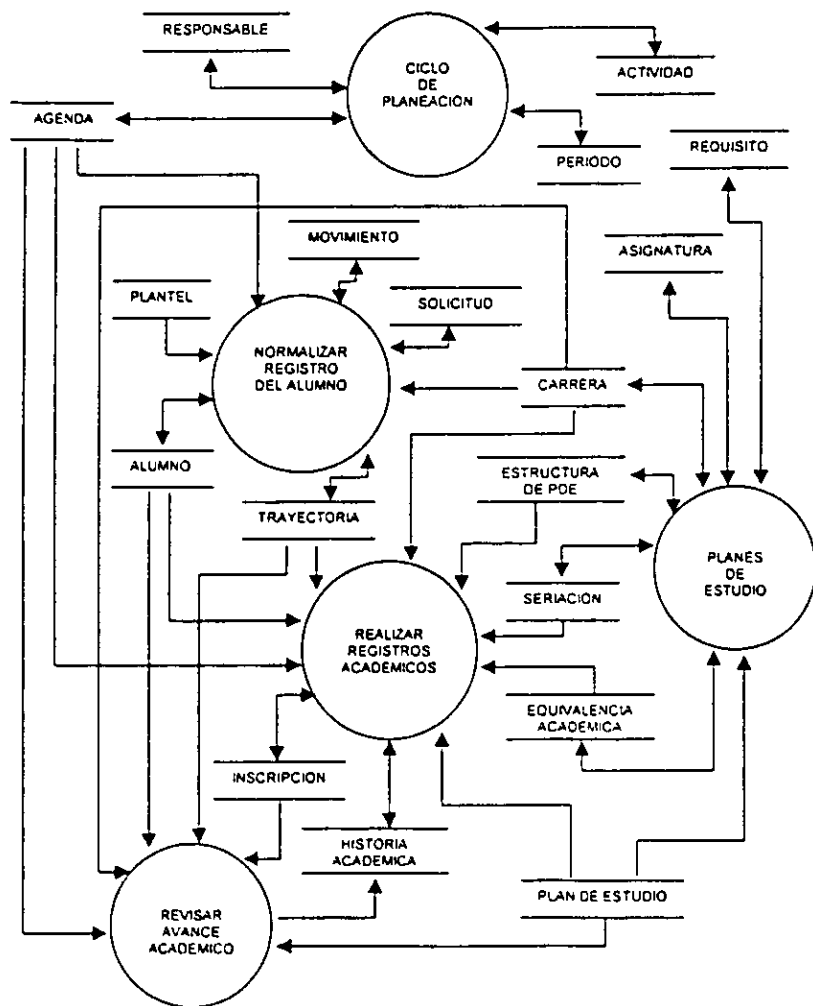 RESPONSABLE
CICLO
DE
PLANEACION
ACTIVIDAD
AGENDA
PERIODO
REQUISITO
MOVIMIENTO
ASIGNATURA
PLANTEL
SOLICITUD
NORMALIZAR
REGISTRO
DEL ALUMNO
CARRERA
ALUMNO
ESTRUCTURA
DE PDE
TRAYECTORIA
PLANES
DE
ESTUDIO
SERIACION
REALIZAR
REGISTROS
ACADEMICOS
EQUIVALENCIA
ACADEMICA
INSCRIPCION
HISTORIA
ACADEMICA
PLAN DE ESTUDIO
REVISAR
AVANCE
ACADEMICO